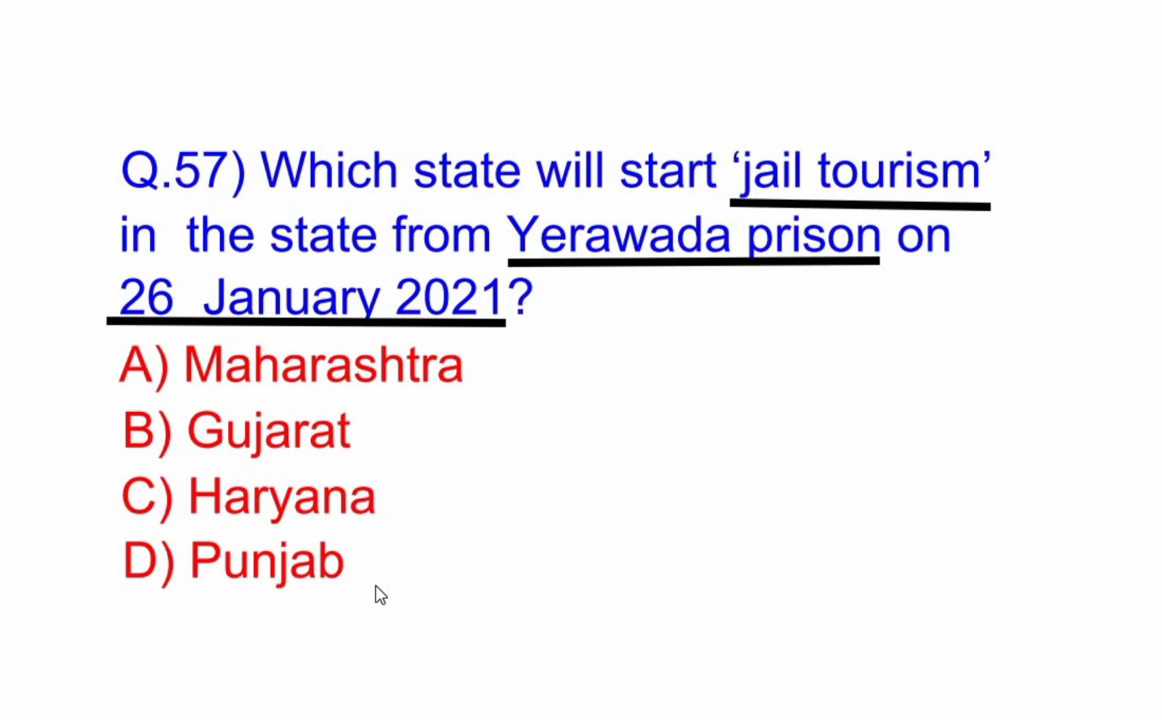 Q.57) Which state will start ‘jail tourism’
in the state from Yerawada prison on
26 January 2021?
A) Maharashtra
B) Gujarat
C) Haryana
D) Punjab